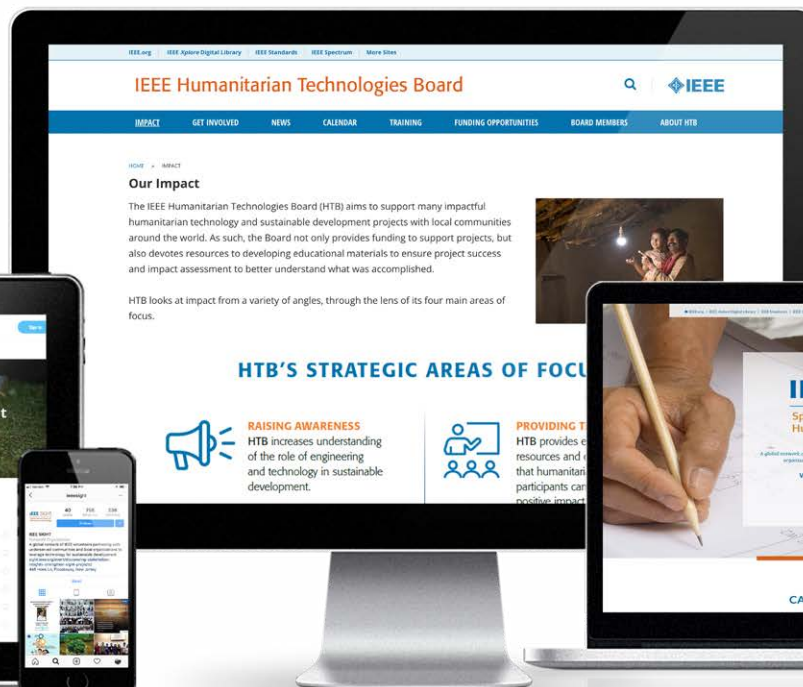 IEEE.org IEEE Xplore Digital Library IEEE Standards IEEE Spectrum More Sites
IEEE Humanitarian Technologies Board
IEEE
IMPACT GET INVOLVED NEWS CALENDAR TRAINING FUNDING OPPORTUNITIES BOARD MEMBERS ABOUT HTB
HOME > IMPACT
Our Impact
The IEEE Humanitarian Technologies Board (HTB) aims to support many impactful
humanitarian technology and sustainable development projects with local communities
around the world. As such, the Board not only provides funding to support projects, but
also devotes resources to developing educational materials to ensure project success
and impact assessment to better understand what was accomplished.
HTB looks at impact from a variety of angles, through the lens of its four main areas of
focus.
HTB'S STRATEGIC AREAS OF FOCU
RAISING AWARENESS
HTB increases understanding
of the role of engineering
and technology in sustainable
development.
PROVIDING T
HTB provides e
resources and e
that humanitari
participants car
positive impact
t
ieeesight
Sp
Hu
CA